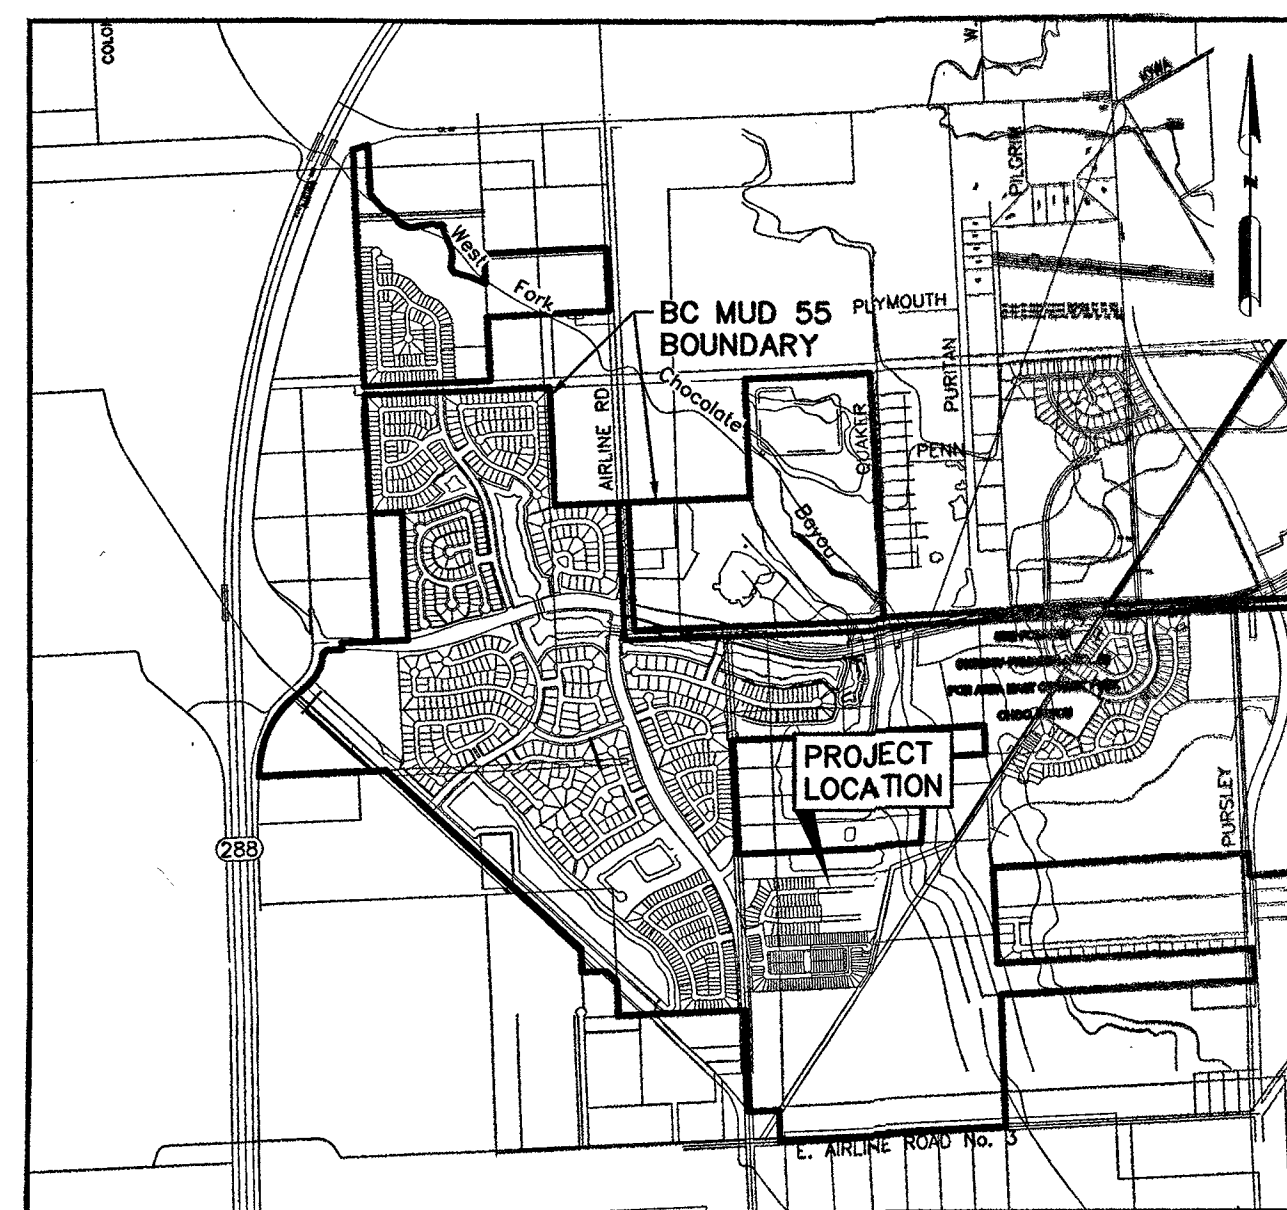 W.
IOWA
PILGRIM
N
West
Fork
BC MUD 55
BOUNDARY
PLYMOUTH
PURITAN
Chocolate
AIRLINE RD
QUAKER
PENN
Bayou
PROJECT
LOCATION
PURSLEY
288
E. AIRLINE ROAD No. 3